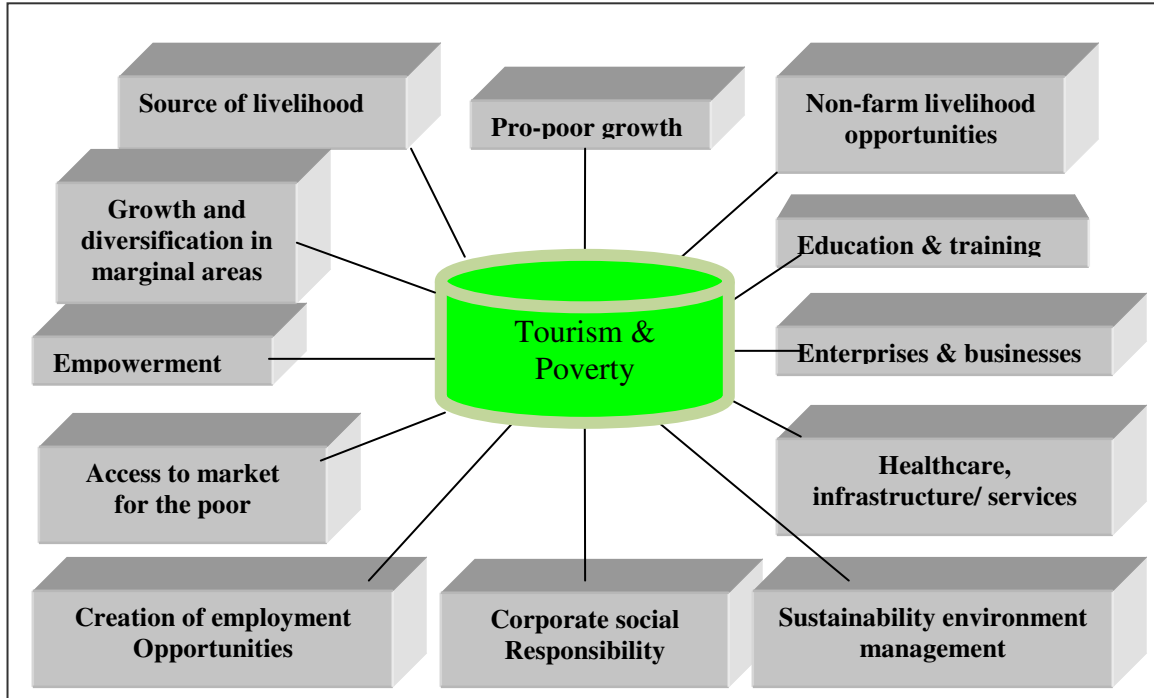 Source of livelihood
Pro-poor growth
Non-farm livelihood
opportunities
Growth and
diversification in
marginal areas
Education & training
Tourism &
Poverty
Empowerment
Enterprises & businesses
Access to market
for the poor
Healthcare,
infrastructure/ services
Creation of employment
Opportunities
Corporate social
Responsibility
Sustainability environment
management